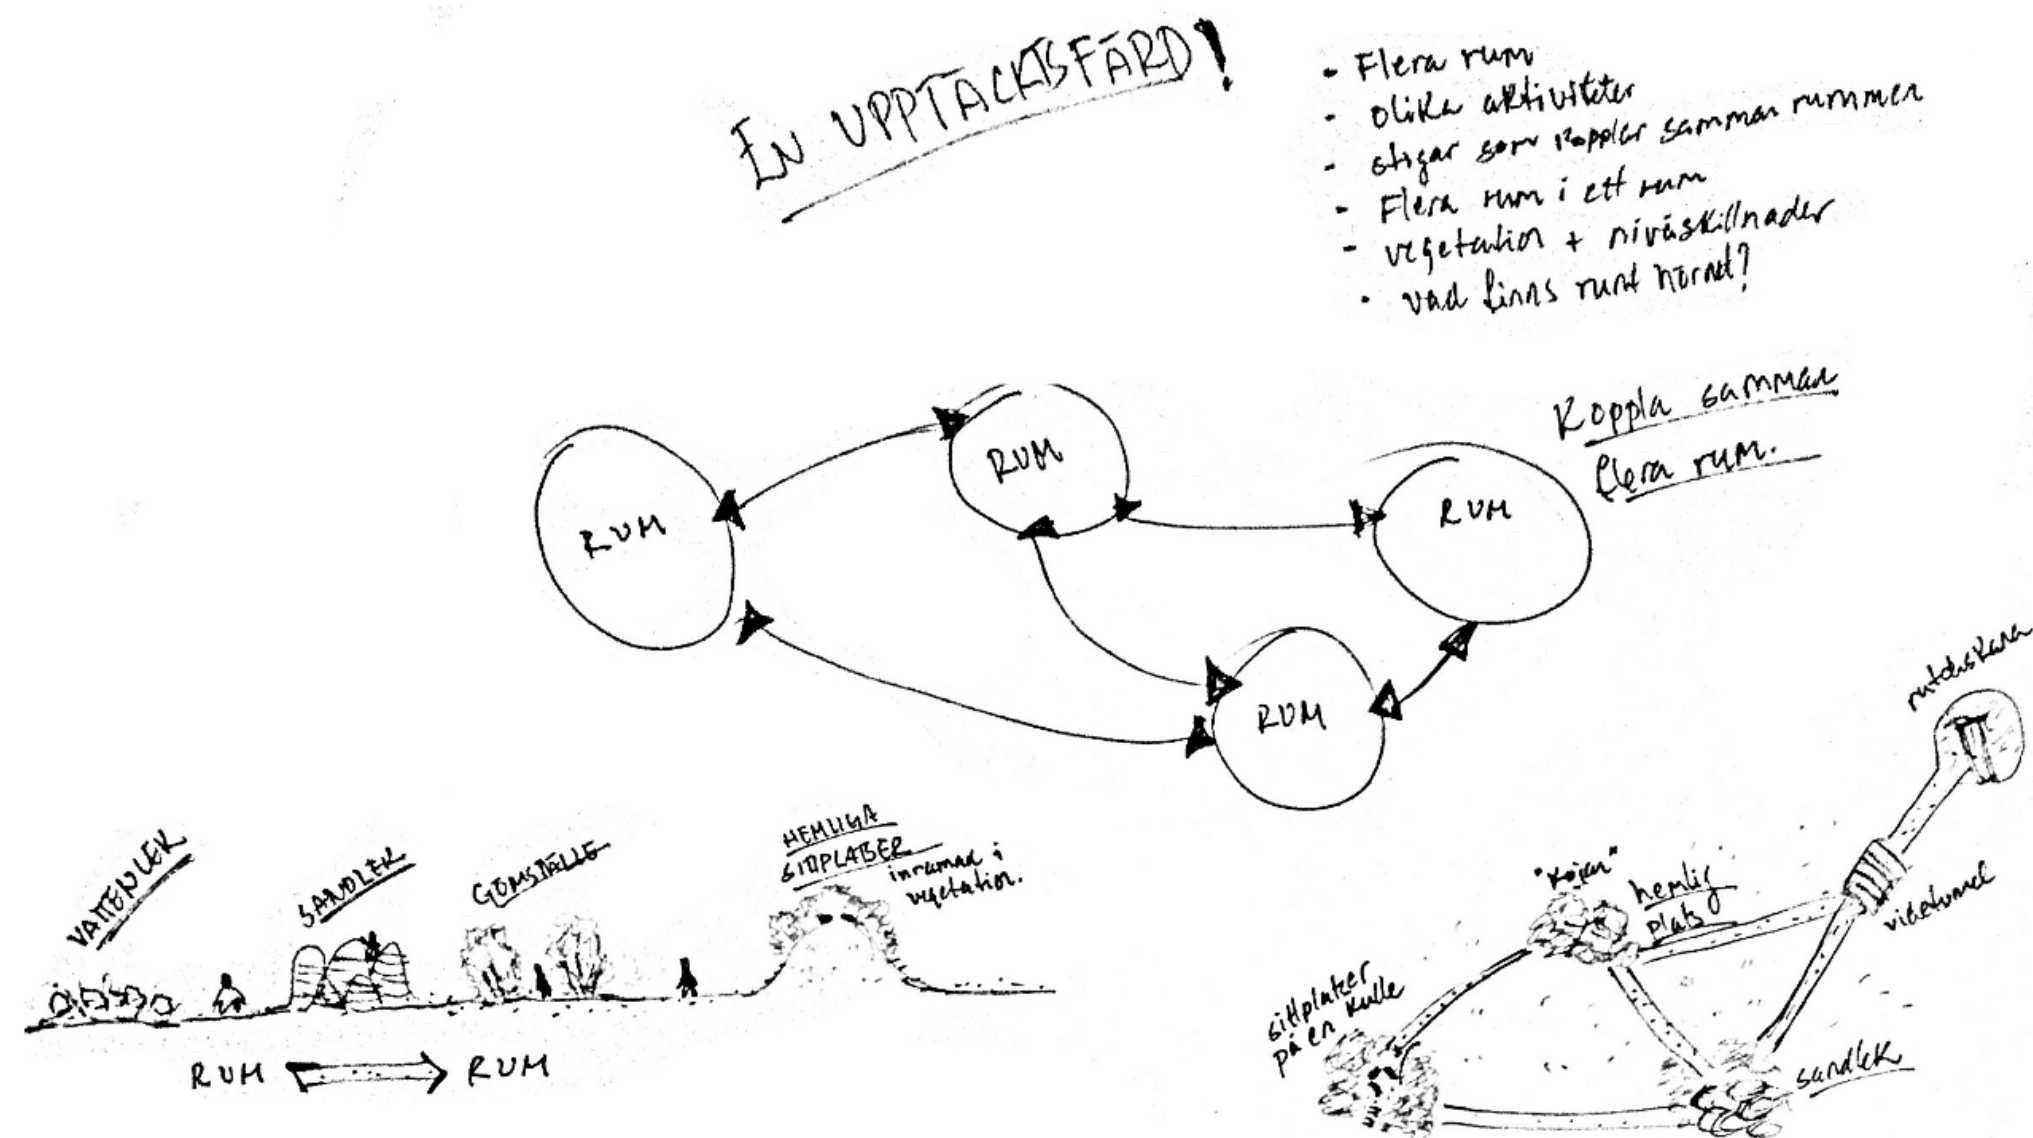 EN UPPTÄCKTSFÄRD!
- Flera rum
- olika aktiviteter
- stigar som kopplar samman rummen
- Flera rum i ett rum
- vegetation + nivåskillnader
- vad finns runt hörnet?
Koppla samman
flera rum.
RUM
RUM
RUM
RUM
VATTENLEK
SANDLEK
GÖMSTÄLLE
HEMLIGA
SITTPLATSER
inramad i
vegetation.
RUM
RUM
rutchskana
"Kojan"
hemlig
plats
videtunnel
sittplatser
på en kulle
sandlek